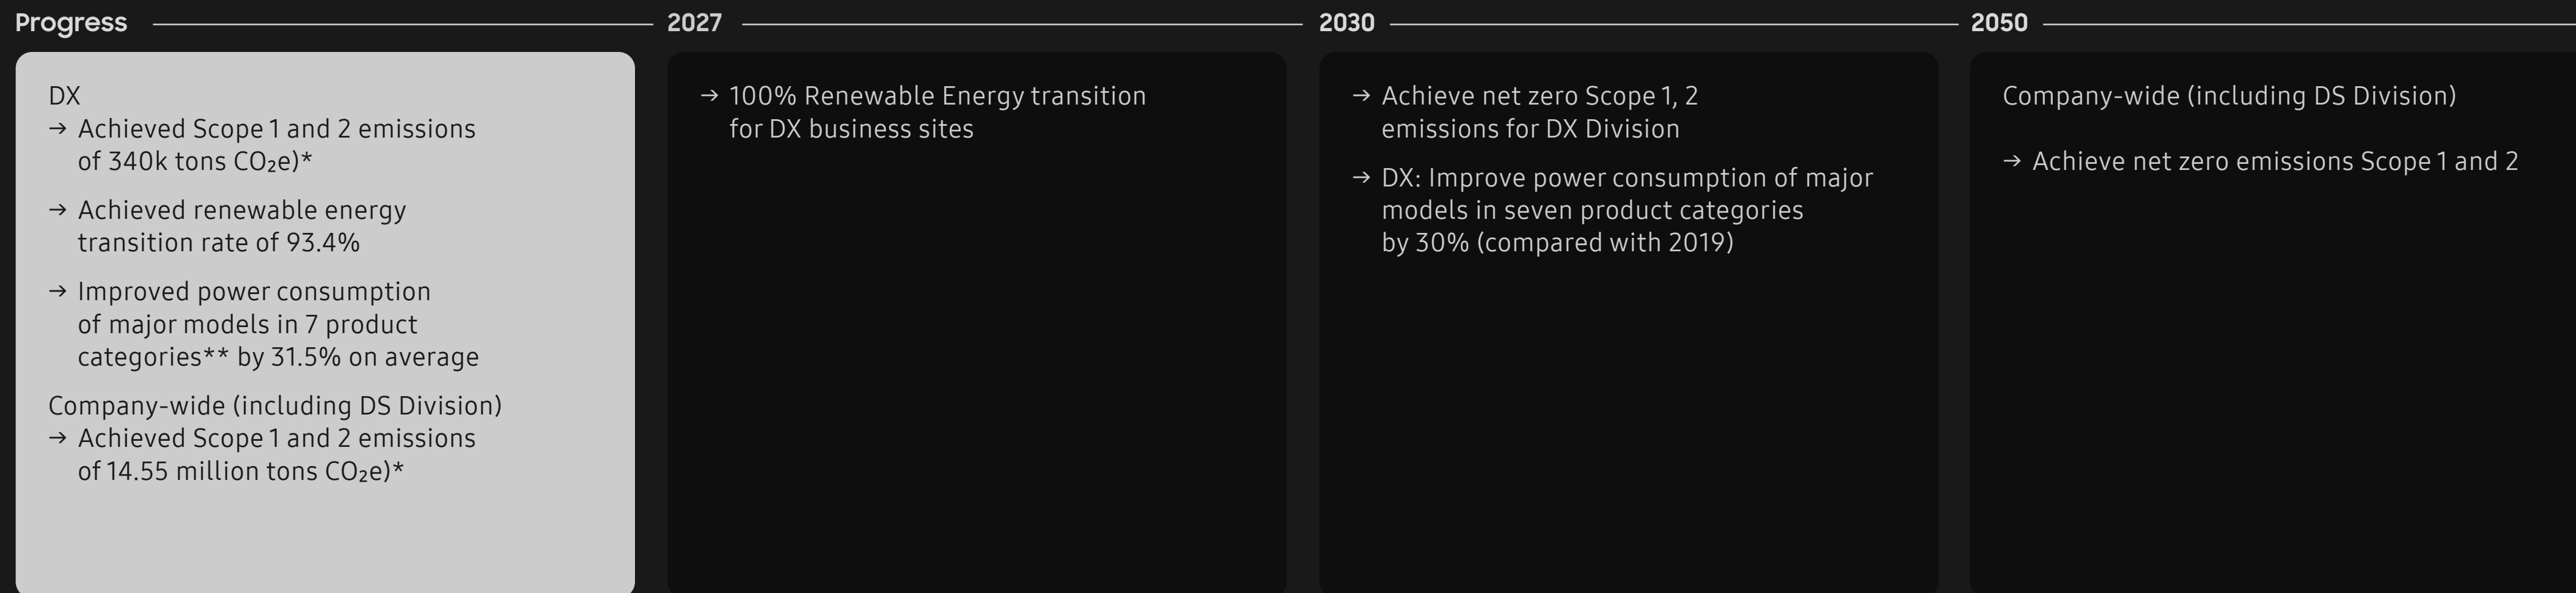 Progress
DX
→ Achieved Scope 1 and 2 emissions
of 340k tons CO₂e)*
→ Achieved renewable energy
transition rate of 93.4%
→ Improved power consumption
of major models in 7 product
categories** by 31.5% on average
Company-wide (including DS Division)
→ Achieved Scope 1 and 2 emissions
of 14.55 million tons CO₂e)*
2027
→ 100% Renewable Energy transition
for DX business sites
2030
→ Achieve net zero Scope 1, 2
emissions for DX Division
→ DX: Improve power consumption of major
models in seven product categories
by 30% (compared with 2019)
2050
Company-wide (including DS Division)
→ Achieve net zero emissions Scope 1 and 2